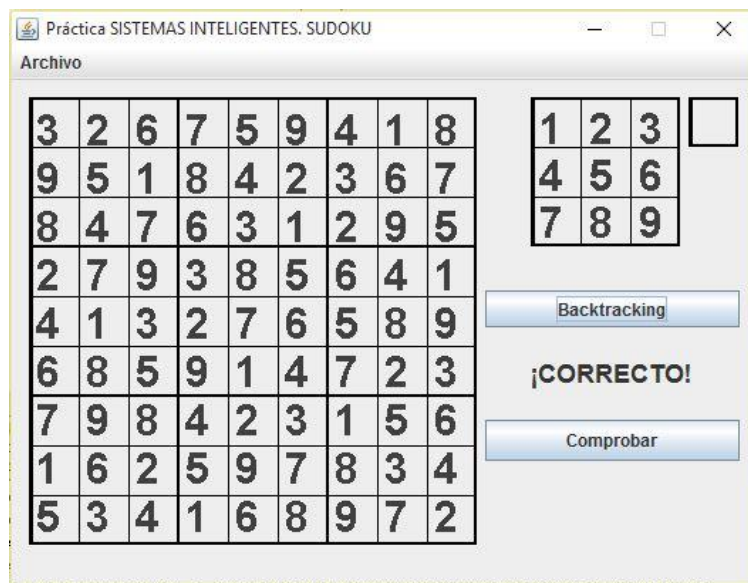 Práctica SISTEMAS INTELIGENTES. SUDOKU
Archivo
3 2 6 7 5 9 4 1 8
9 5 1 8 4 2 3 6 7
8 4 7 6 3 1 2 9 5
2 7 9 3 8 5 6 4 1
4 1 3 2 7 6 5 8 9
6 8 5 9 1 4 7 2 3
7 9 8 4 2 3 1 5 6
1 6 2 5 9 7 8 3 4
5 3 4 1 6 8 9 7 2
1 2 3
4 5 6
7 8 9
Backtracking
¡CORRECTO!
Comprobar